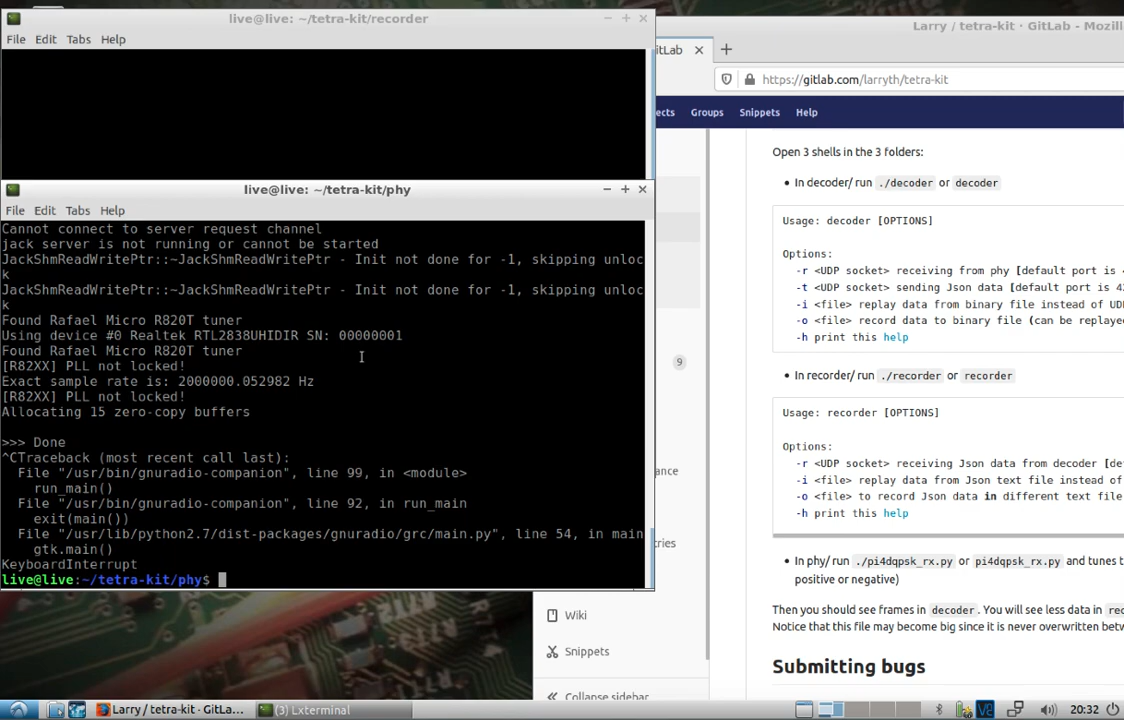 live@live: ~/tetra-kit/recorder
File Edit Tabs Help
live@live: ~/tetra-kit/phy
File Edit Tabs Help
Cannot connect to server request channel
jack server is not running or cannot be started
JackShmReadWritePtr::~JackShmReadWritePtr - Init not done for -1, skipping unloc
k
JackShmReadWritePtr::~JackShmReadWritePtr - Init not done for -1, skipping unloc
k
Found Rafael Micro R820T tuner
Using device #0 Realtek RTL2838UHIDIR SN: 00000001
Found Rafael Micro R820T tuner
[R82XX] PLL not locked!
Exact sample rate is: 2000000.052982 Hz
[R82XX] PLL not locked!
Allocating 15 zero-copy buffers
>>> Done
^CTraceback (most recent call last):
File "/usr/bin/gnuradio-companion", line 99, in <module>
run_main()
File "/usr/bin/gnuradio-companion", line 92, in run_main
exit(main())
File "/usr/lib/python2.7/dist-packages/gnuradio/grc/main.py", line 54, in main
gtk.main()
KeyboardInterrupt
live@live:~/tetra-kit/phy$
Larry / tetra-kit · GitLab - Mozill
itLab
https://gitlab.com/larryth/tetra-kit
ects Groups Snippets Help
9
ance
tries
Wiki
Snippets
Collapse sidebar
Open 3 shells in the 3 folders:
• In decoder/ run ./decoder or decoder
Usage: decoder [OPTIONS]
Options:
-r <UDP socket> receiving from phy [default port is
-t <UDP socket> sending Json data [default port is 4
-i <file> replay data from binary file instead of UD
-o <file> record data to binary file (can be replaye
-h print this help
• In recorder/ run ./recorder or recorder
Usage: recorder [OPTIONS]
Options:
-r <UDP socket> receiving Json data from decoder [de
-i <file> replay data from Json text file instead of
-o <file> to record Json data in different text file
-h print this help
• In phy/ run ./pi4dqpsk_rx.py or pi4dqpsk_rx.py and tunes t
positive or negative)
Then you should see frames in decoder. You will see less data in rec
Notice that this file may become big since it is never overwritten betw
Submitting bugs
Larry / tetra-kit · GitLa...
(3) Lxterminal
20:32